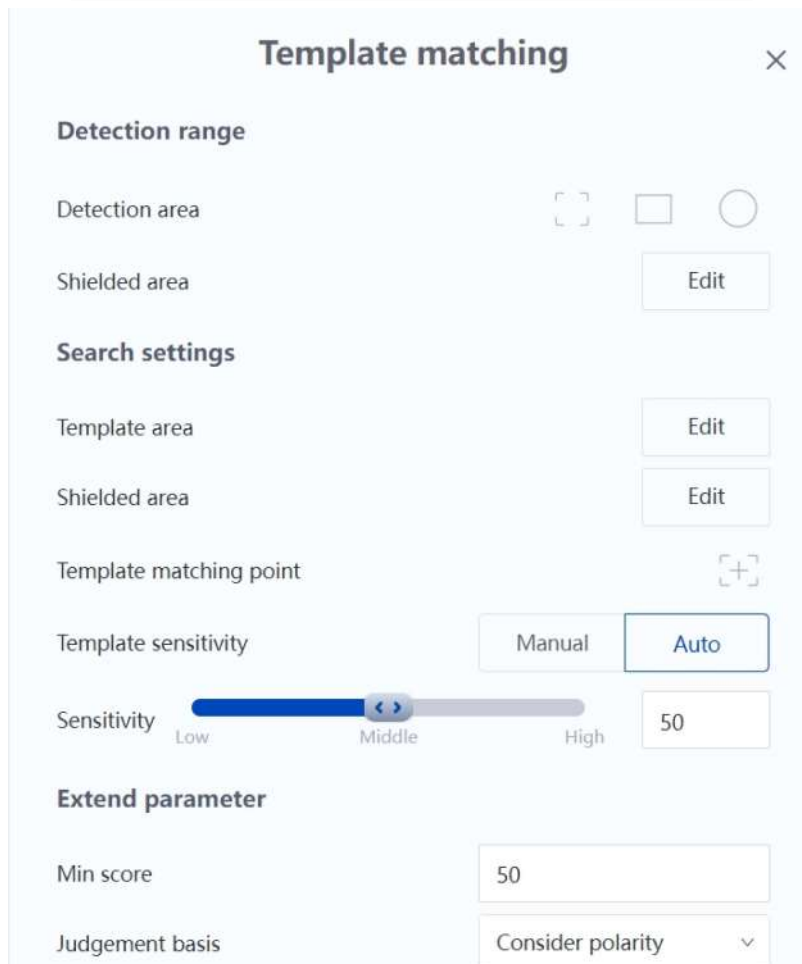 Template matching
Detection range
Detection area
Shielded area Edit
Search settings
Template area Edit
Shielded area Edit
Template matching point
Template sensitivity Manual Auto
Sensitivity 50
Low Middle High
Extend parameter
Min score 50
Judgement basis Consider polarity